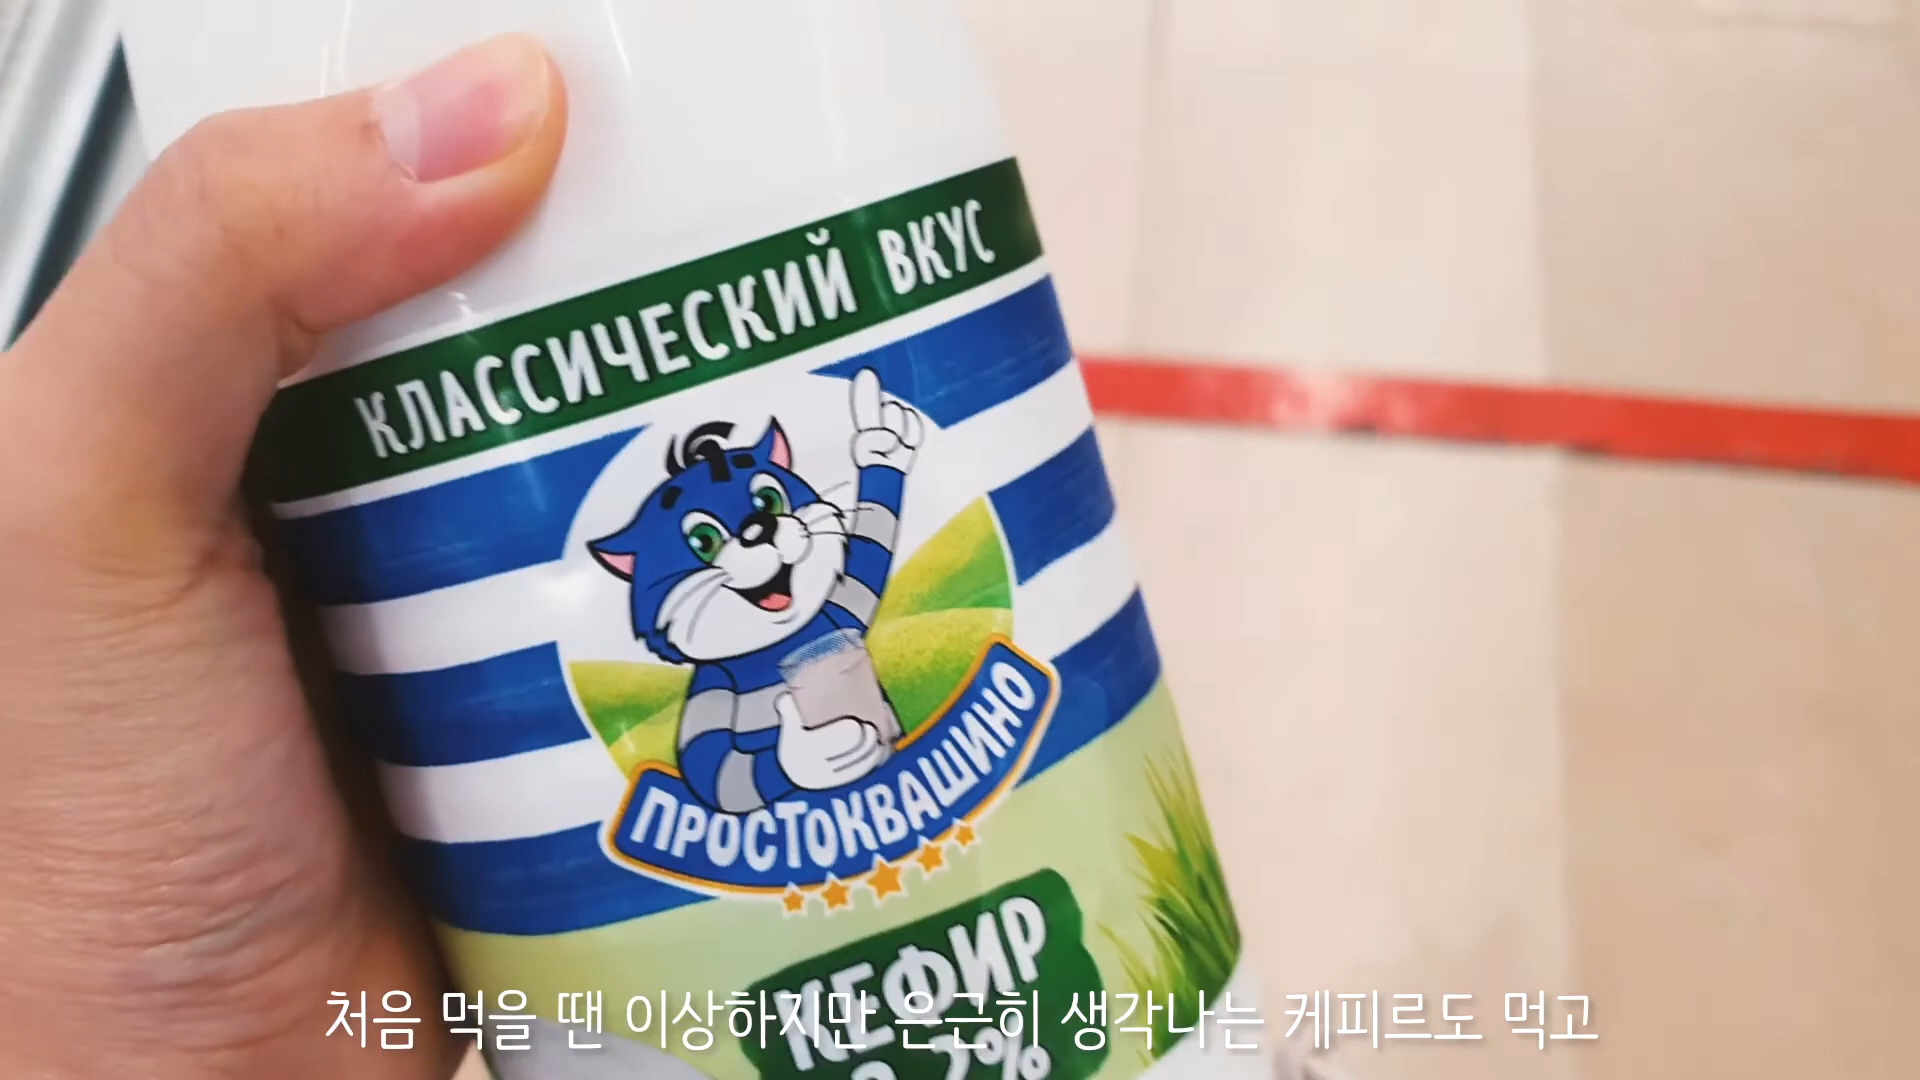 КЛАССИЧЕСКИЙ ВКУС
ПРОСТОКВАШИНО
КЕФИР
처음 먹을 땐 이상하지만 은근히 생각나는 케피르도 먹고